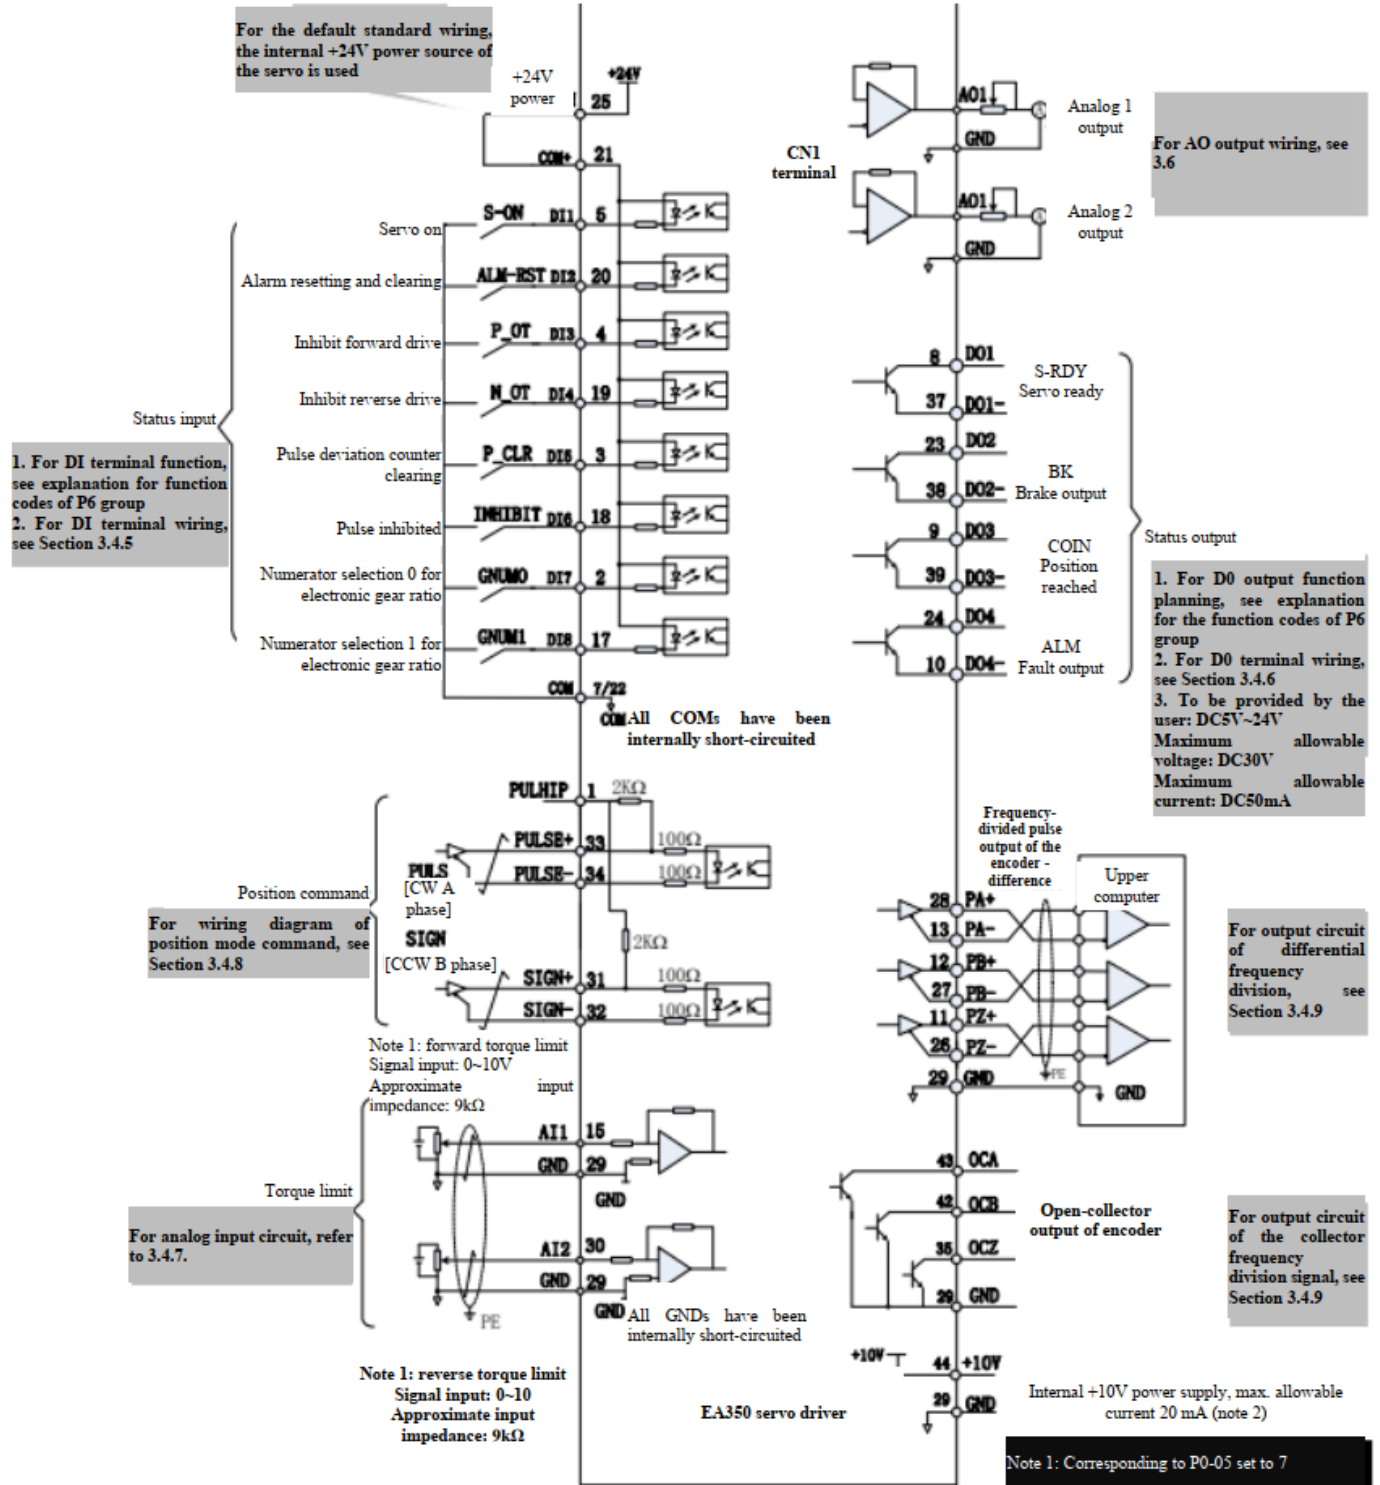 For the default standard wiring,
the internal +24V power source of
the servo is used
+24V
power
25
+24V
COM+
21
Status input
1. For DI terminal function,
see explanation for function
codes of P6 group
2. For DI terminal wiring,
see Section 3.4.5
Servo on
S-ON
DI1
5
Alarm resetting and clearing
ALM-RST
DI2
20
Inhibit forward drive
P_OT
DI3
4
Inhibit reverse drive
N_OT
DI4
19
Pulse deviation counter
clearing
P_CLR
DI5
3
Pulse inhibited
INHIBIT
DI6
18
Numerator selection 0 for
electronic gear ratio
GNUM0
DI7
2
Numerator selection 1 for
electronic gear ratio
GNUM1
DI8
17
COM
7/22
COM
All COMs have been
internally short-circuited
PULHIP
1
2KΩ
PULSE+
33
100Ω
PULS
[CW A
phase]
PULSE-
34
100Ω
Position command
For wiring diagram of
position mode command, see
Section 3.4.8
SIGN
[CCW B phase]
2KΩ
SIGN+
31
100Ω
SIGN-
32
100Ω
Note 1: forward torque limit
Signal input: 0~10V
Approximate input
impedance: 9kΩ
AI1
15
GND
29
GND
Torque limit
For analog input circuit, refer
to 3.4.7.
AI2
30
GND
29
GND
PE
All GNDs have been
internally short-circuited
Note 1: reverse torque limit
Signal input: 0~10
Approximate input
impedance: 9kΩ
EA350 servo driver
CN1
terminal
AO1
GND
A
Analog 1
output
AO1
GND
A
Analog 2
output
For AO output wiring, see
3.6
8
DO1
37
DO1-
S-RDY
Servo ready
23
DO2
38
DO2-
BK
Brake output
9
DO3
39
DO3-
COIN
Position
reached
24
DO4
10
DO4-
ALM
Fault output
Status output
1. For D0 output function
planning, see explanation
for the function codes of P6
group
2. For D0 terminal wiring,
see Section 3.4.6
3. To be provided by the
user: DC5V~24V
Maximum allowable
voltage: DC30V
Maximum allowable
current: DC50mA
Frequency-
divided pulse
output of the
encoder -
difference
Upper
computer
28
PA+
13
PA-
12
PB+
27
PB-
11
PZ+
26
PZ-
PE
29
GND
GND
For output circuit
of differential
frequency
division, see
Section 3.4.9
43
OCA
42
OCB
35
OCZ
29
GND
Open-collector
output of encoder
For output circuit
of the collector
frequency
division signal, see
Section 3.4.9
+10V
44
+10V
29
GND
Internal +10V power supply, max. allowable
current 20 mA (note 2)
Note 1: Corresponding to P0-05 set to 7